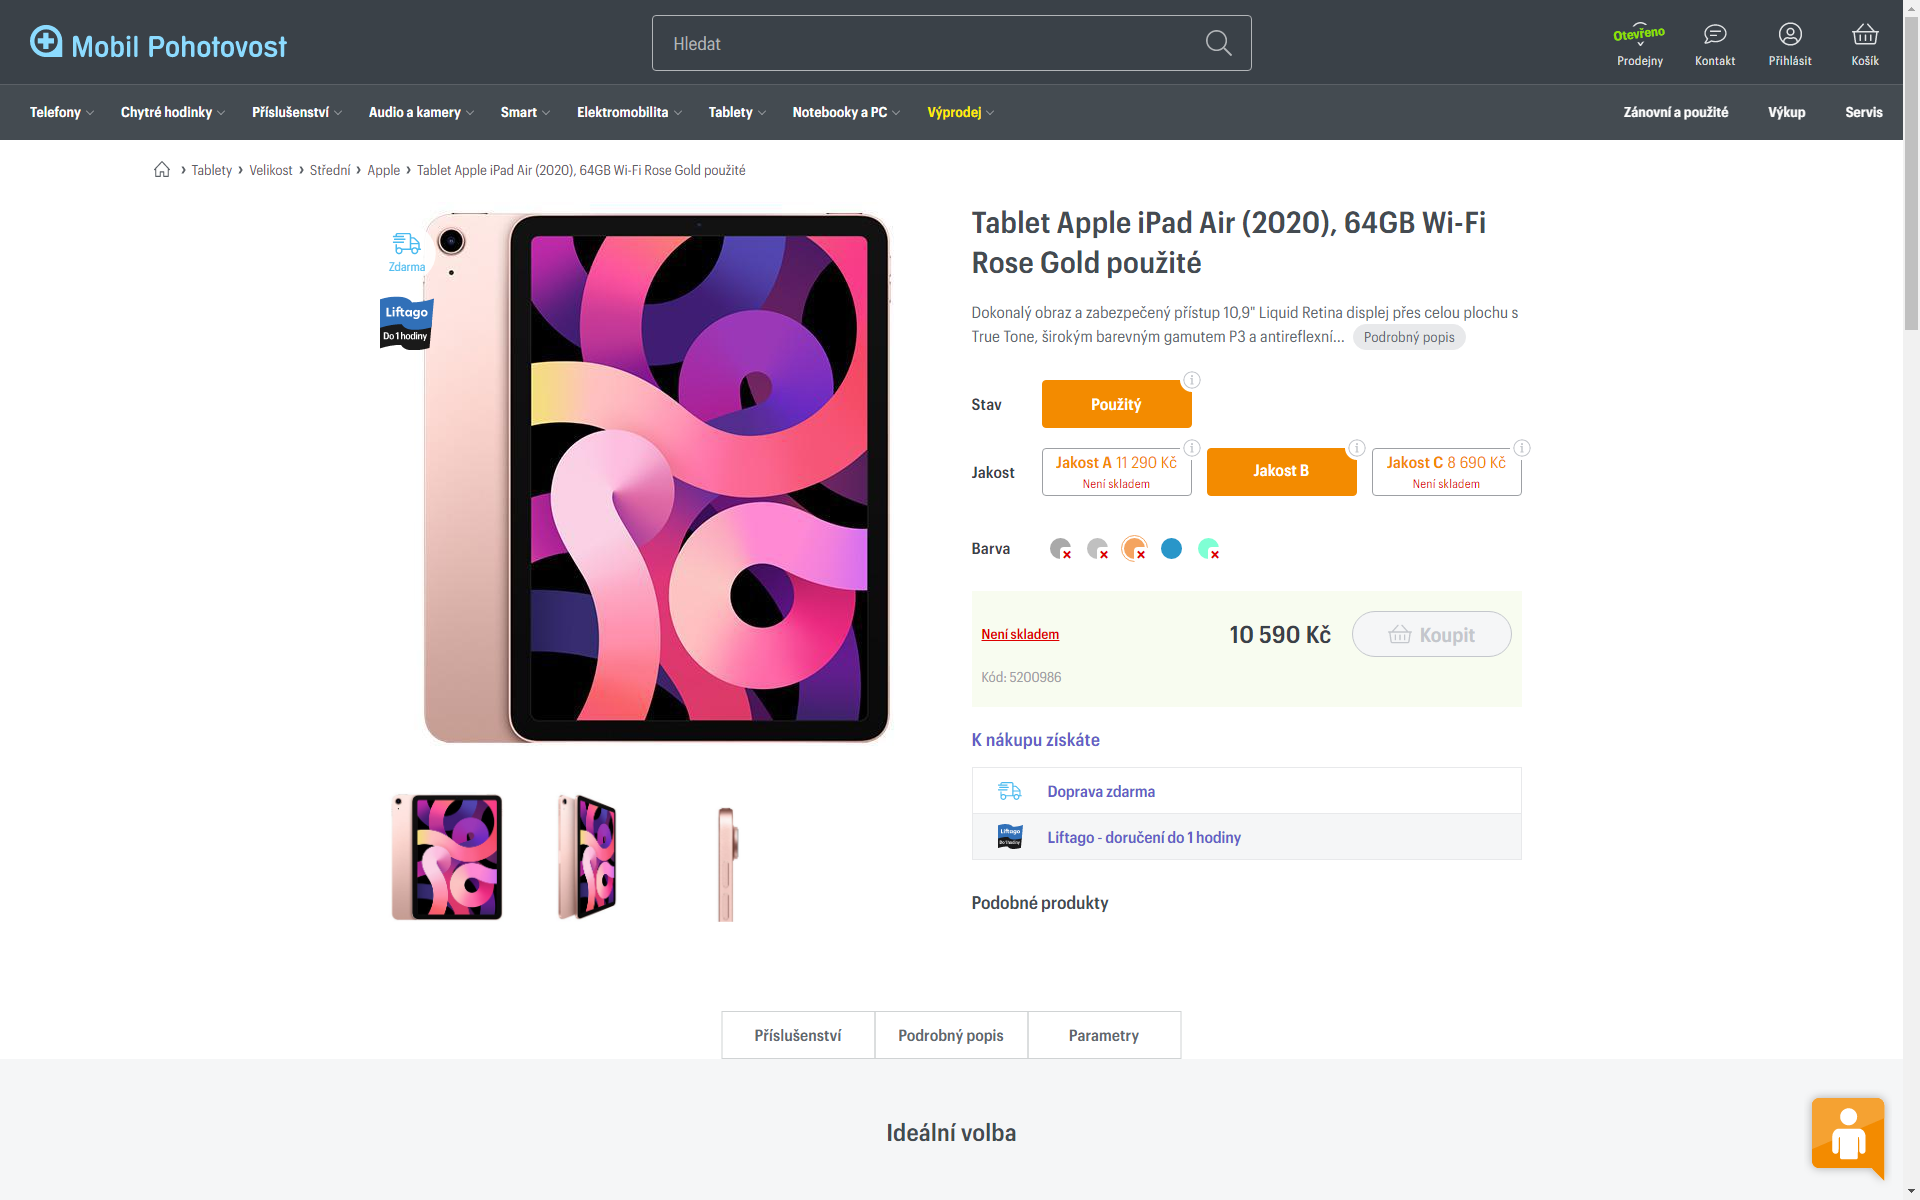 Mobil Pohotovost
Hledat
Otevřeno
Prodejny
Kontakt
Přihlásit
Košík
Telefony
Chytré hodinky
Příslušenství
Audio a kamery
Smart
Elektromobilita
Tablety
Notebooky a PC
Výprodej
Zánovní a použité
Výkup
Servis
› Tablety › Velikost › Střední › Apple › Tablet Apple iPad Air (2020), 64GB Wi-Fi Rose Gold použité
Zdarma
Liftago
Do 1 hodiny
Tablet Apple iPad Air (2020), 64GB Wi-Fi
Rose Gold použité
Dokonalý obraz a zabezpečený přístup 10,9" Liquid Retina displej přes celou plochu s
True Tone, širokým barevným gamutem P3 a antireflexní... Podrobný popis
Stav
Použitý
Jakost
Jakost A 11 290 Kč
Není skladem
Jakost B
Jakost C 8 690 Kč
Není skladem
Barva
Není skladem
10 590 Kč
Koupit
Kód: 5200986
K nákupu získáte
Doprava zdarma
Liftago
Do 1 hodiny
Liftago - doručení do 1 hodiny
Podobné produkty
Příslušenství
Podrobný popis
Parametry
Ideální volba